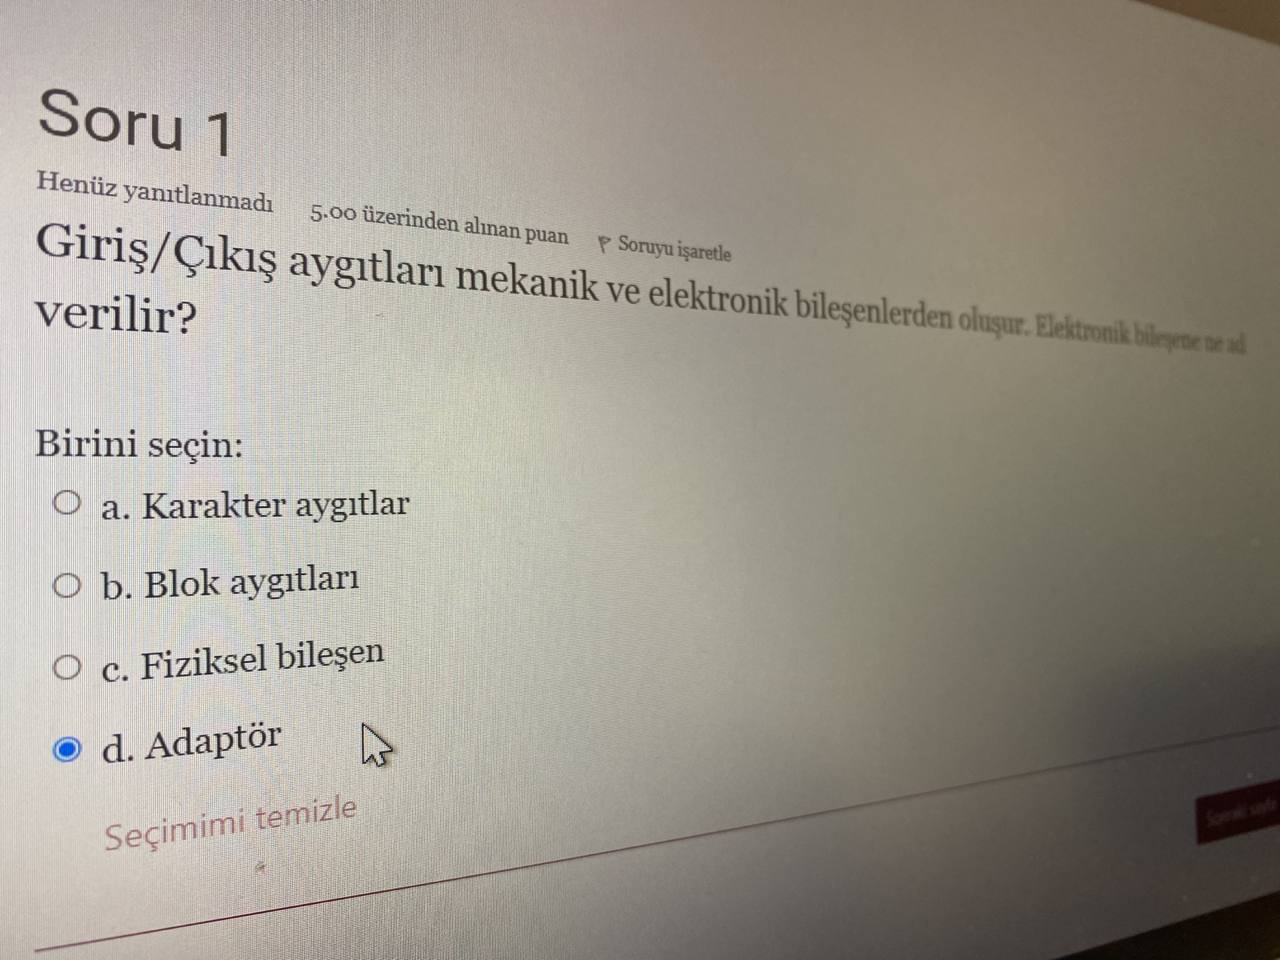 Soru 1
Henüz yanıtlanmadı 5.00 üzerinden alınan puan Soruyu işaretle
Giriş/Çıkış aygıtları mekanik ve elektronik bileşenlerden oluşur. Elektronik bileşene ne ad
verilir?
Birini seçin:
a. Karakter aygıtlar
b. Blok aygıtları
c. Fiziksel bileşen
d. Adaptör
Seçimimi temizle
Sonraki sayfa